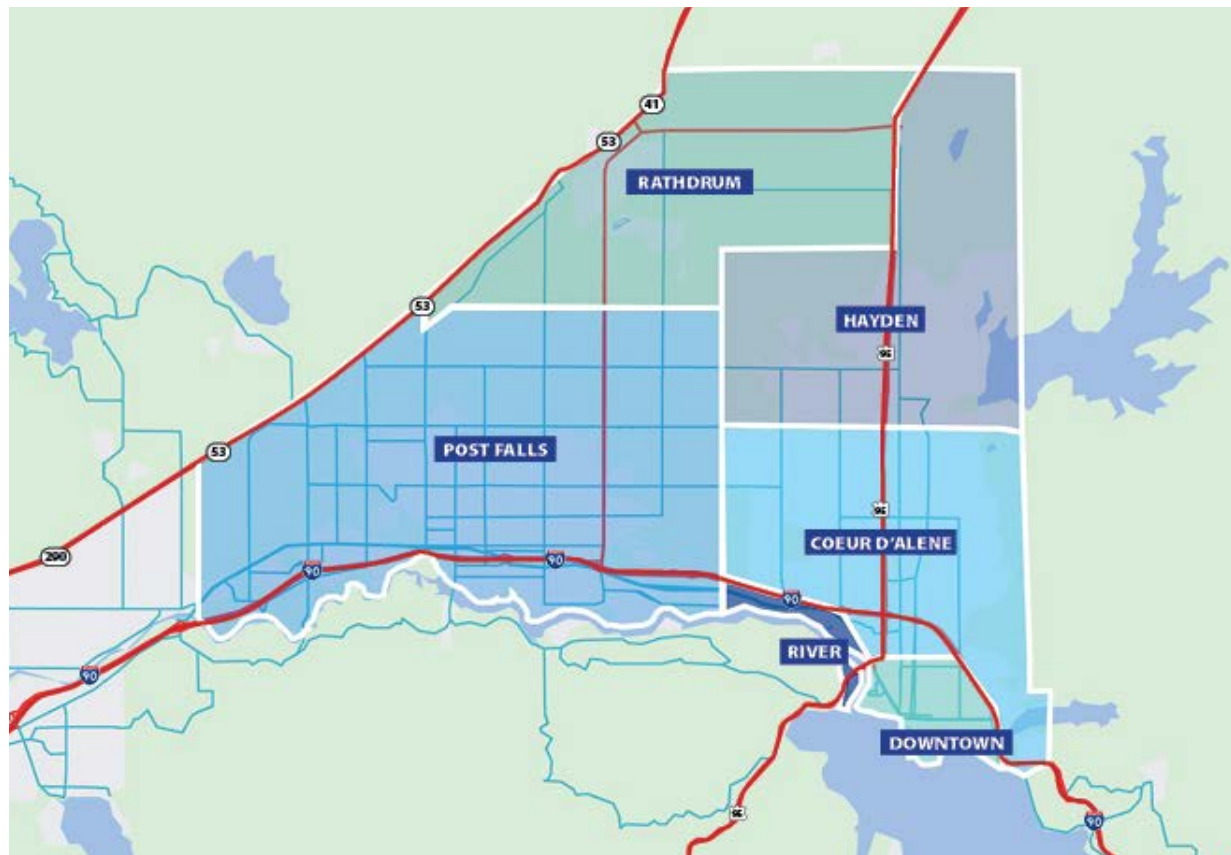 41
53
RATHDRUM
53
HAYDEN
95
53
POST FALLS
95
COEUR D'ALENE
290
90
90
90
RIVER
90
DOWNTOWN
95
90